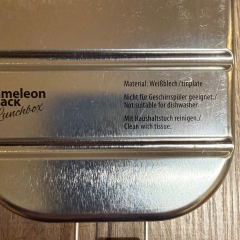 ameleon
ack
Lunchbox
Material: Weißblech/tinplate
Nicht für Geschirrspüler geeignet./
Not suitable for dishwasher.
Mit Haushaltstuch reinigen./
Clean with tissue.